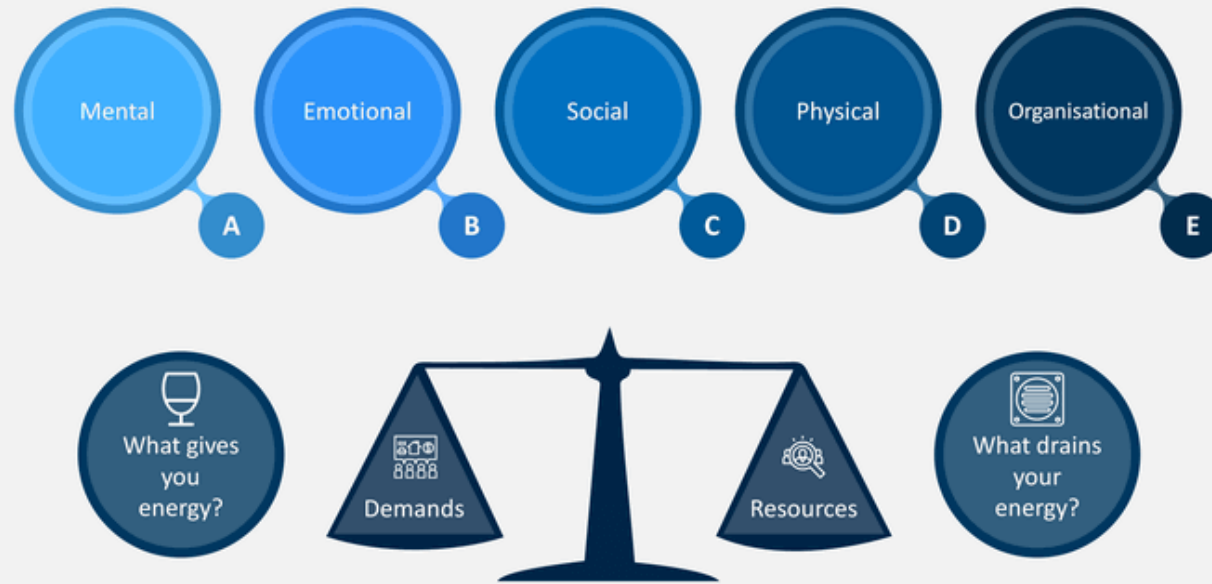 Mental
Emotional
Social
Physical
Organisational
A
B
C
D
E
What gives
you
energy?
Demands
Resources
What drains
your
energy?